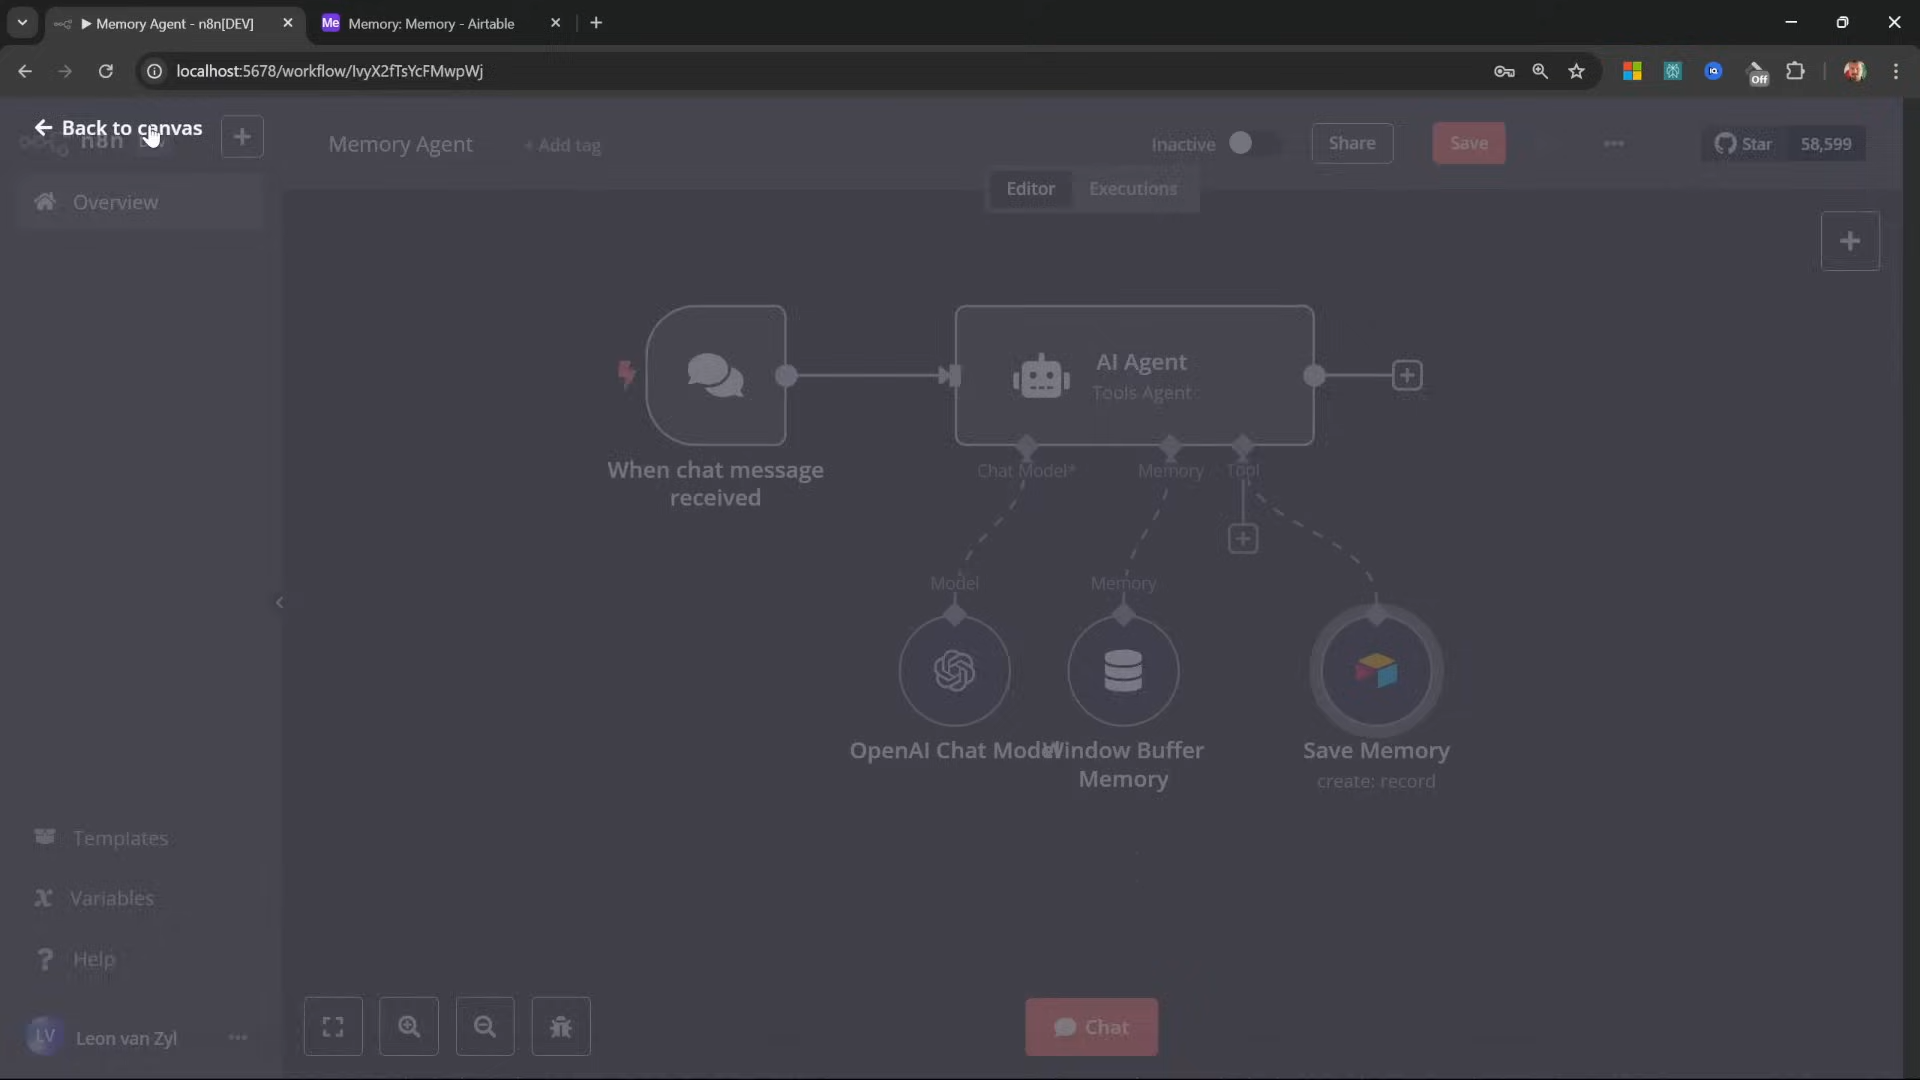 ▶ Memory Agent - n8n[DEV]
Me Memory: Memory - Airtable
localhost:5678/workflow/IvyX2fTsYcFMwpWj
Off
Back to canvas
n8n
Memory Agent
+ Add tag
Inactive
Share
Save
Star
58,599
Editor
Executions
Overview
AI Agent
Tools Agent
When chat message
received
Chat Model*
Memory
Tool
Model
Memory
OpenAI Chat Model
Window Buffer
Memory
Save Memory
create: record
Templates
Variables
Help
LV
Leon van Zyl
Chat